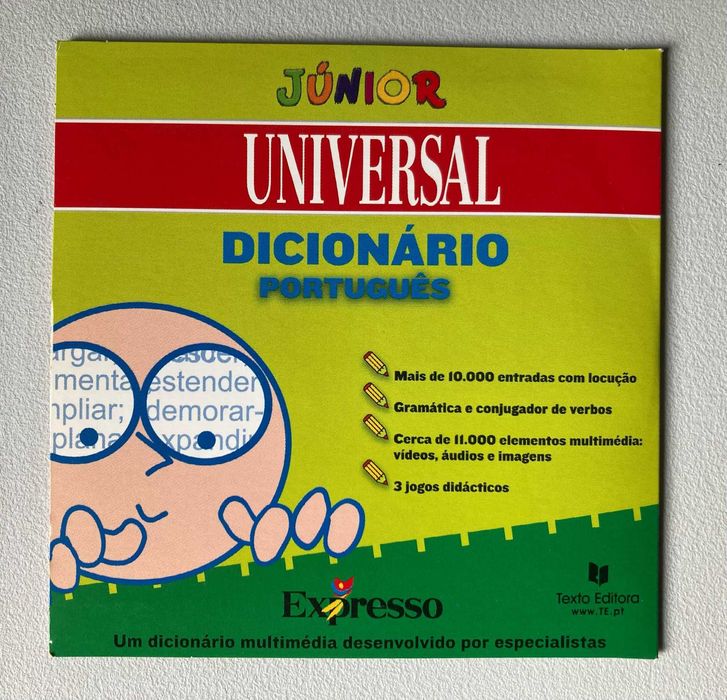 JÚNIOR
UNIVERSAL
DICIONÁRIO
PORTUGUÊS
menta
estender
mpliar;
demorar-
Mais de 10.000 entradas com locução
Gramática e conjugador de verbos
Cerca de 11.000 elementos multimédia:
vídeos, áudios e imagens
3 jogos didácticos
Expresso
Texto Editora
www.TE.pt
Um dicionário multimédia desenvolvido por especialistas